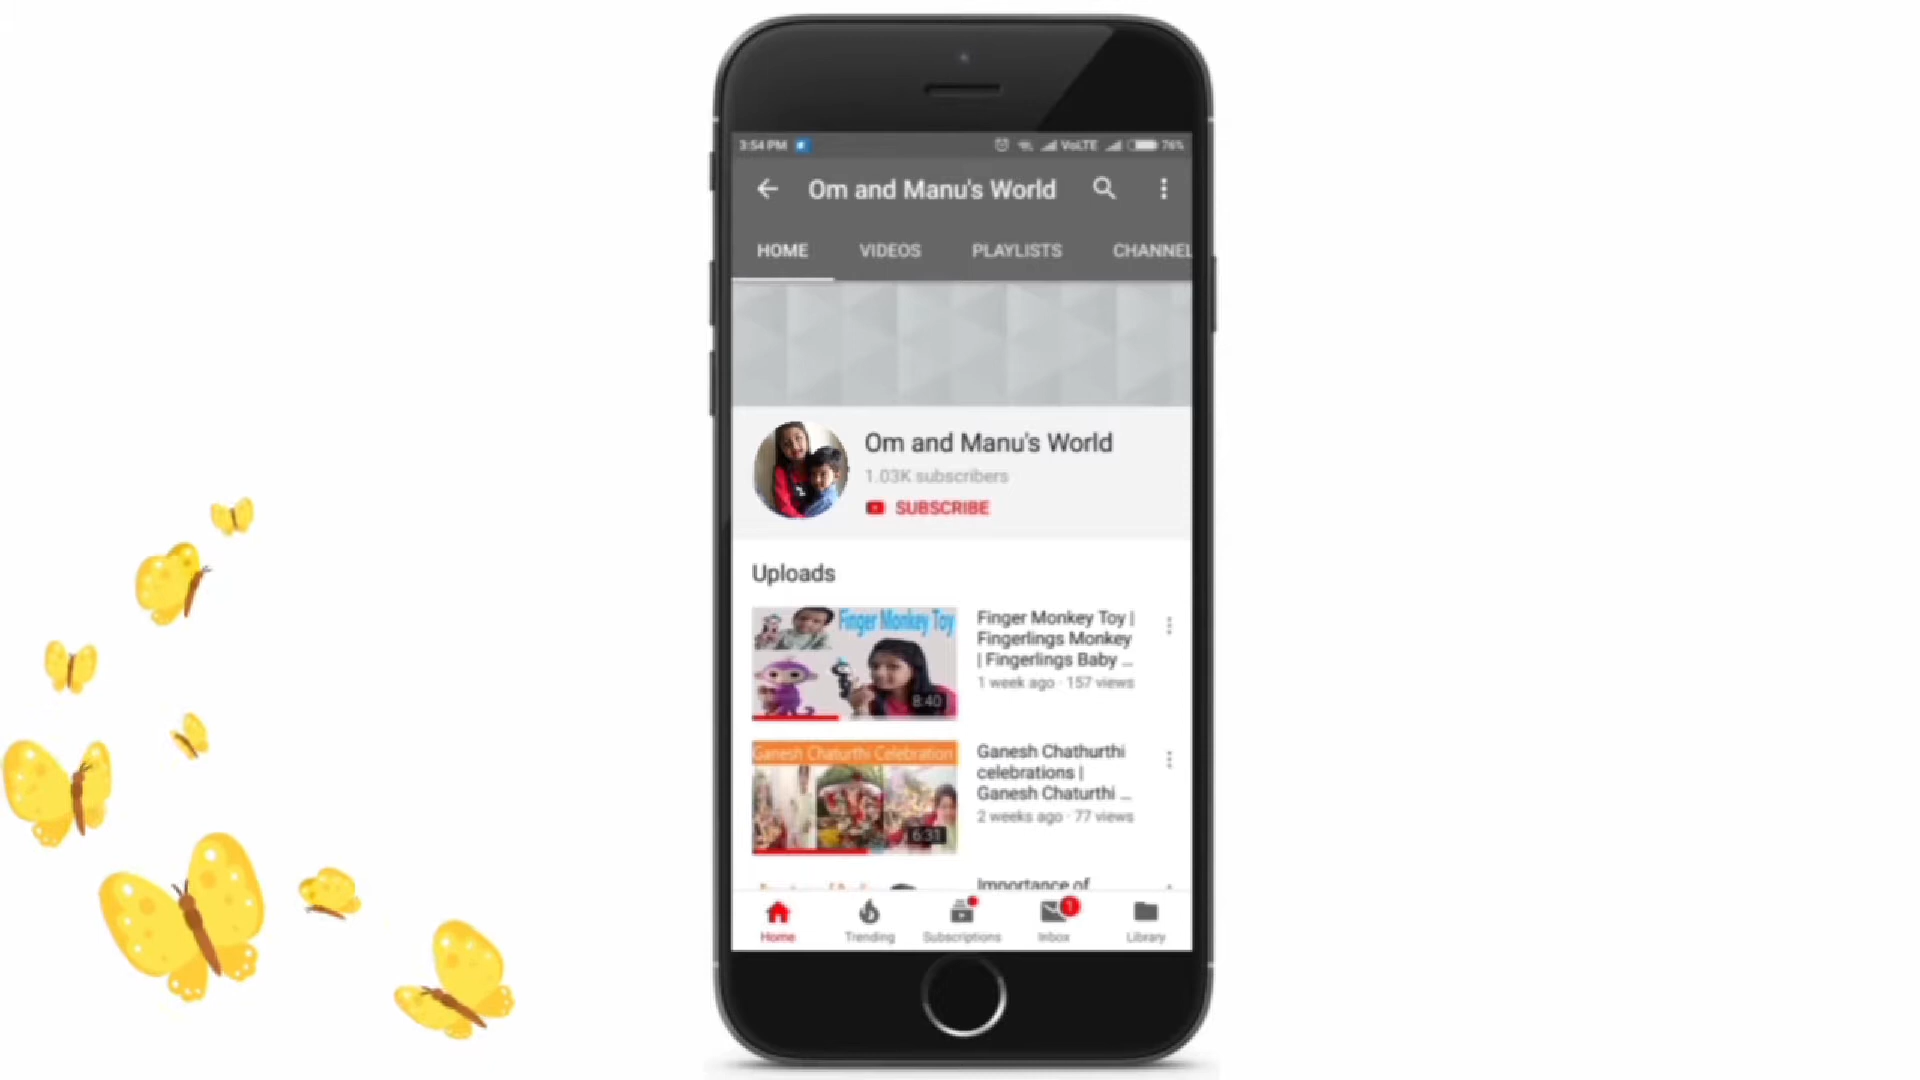 3:54 PM VoLTE 76%
Om and Manu's World
HOME VIDEOS PLAYLISTS CHANNEL
Om and Manu's World
1.03K subscribers
SUBSCRIBE
Uploads
Finger Monkey Toy
8:40
Finger Monkey Toy |
Fingerlings Monkey
| Fingerlings Baby ...
1 week ago · 157 views
Ganesh Chaturthi Celebration
6:31
Ganesh Chathurthi
celebrations |
Ganesh Chaturthi ...
2 weeks ago · 77 views
Importance of
1
Home Trending Subscriptions Inbox Library